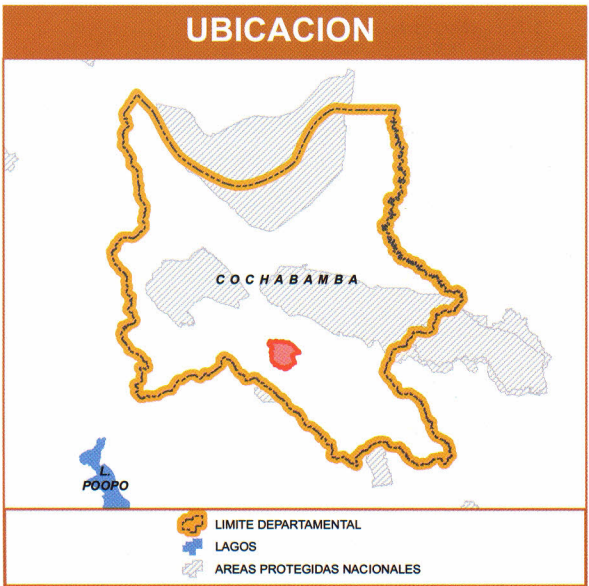 UBICACION
COCHABAMBA
L.
POOPO
LIMITE DEPARTAMENTAL
LAGOS
AREAS PROTEGIDAS NACIONALES